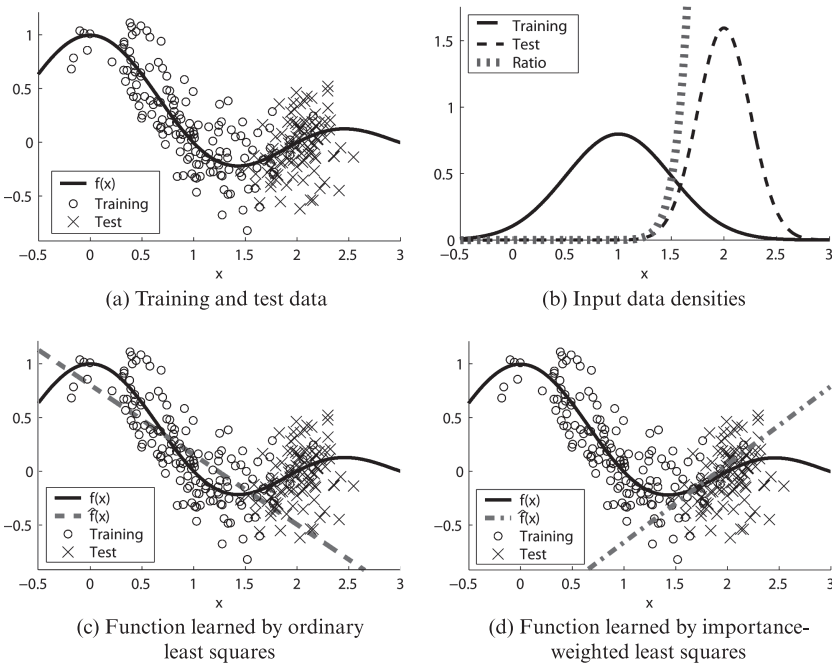 1
0.5
0
−0.5
f(x)
Training
Test
−0.5 0 0.5 1 1.5 2 2.5 3
x
(a) Training and test data
1.5
1
0.5
0
Training
Test
Ratio
−0.5 0 0.5 1 1.5 2 2.5 3
x
(b) Input data densities
1
0.5
0
−0.5
f(x)
f̂(x)
Training
Test
−0.5 0 0.5 1 1.5 2 2.5 3
x
(c) Function learned by ordinary
least squares
1
0.5
0
−0.5
f(x)
f̂(x)
Training
Test
−0.5 0 0.5 1 1.5 2 2.5 3
x
(d) Function learned by importance-
weighted least squares